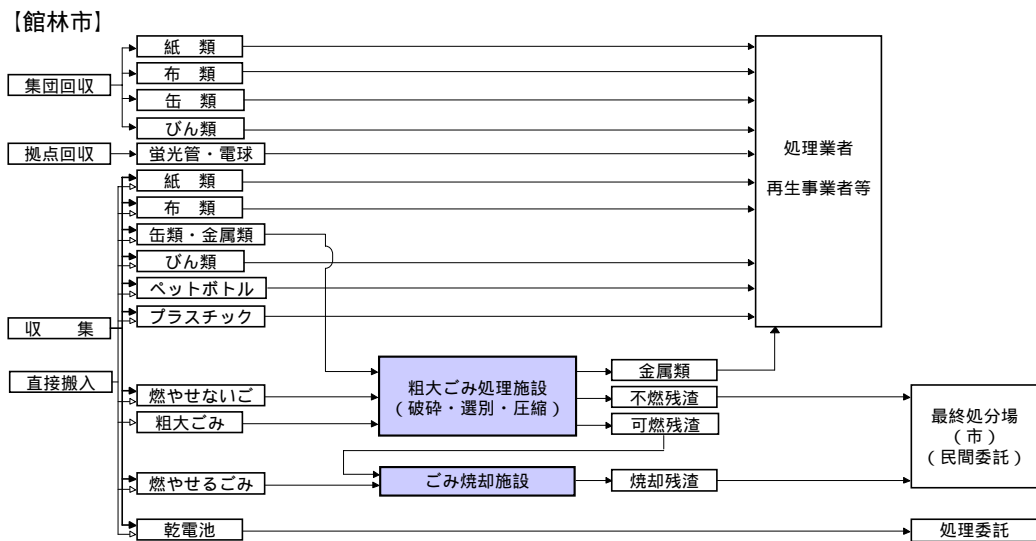 【館林市】
紙　類
布　類
集団回収
缶　類
びん類
拠点回収
蛍光管・電球
処理業者
再生事業者等
紙　類
布　類
缶類・金属類
びん類
ペットボトル
プラスチック
収　集
直接搬入
燃やせないご
粗大ごみ
粗大ごみ処理施設
（破砕・選別・圧縮）
金属類
不燃残渣
可燃残渣
最終処分場
（市）
（民間委託）
燃やせるごみ
ごみ焼却施設
焼却残渣
乾電池
処理委託